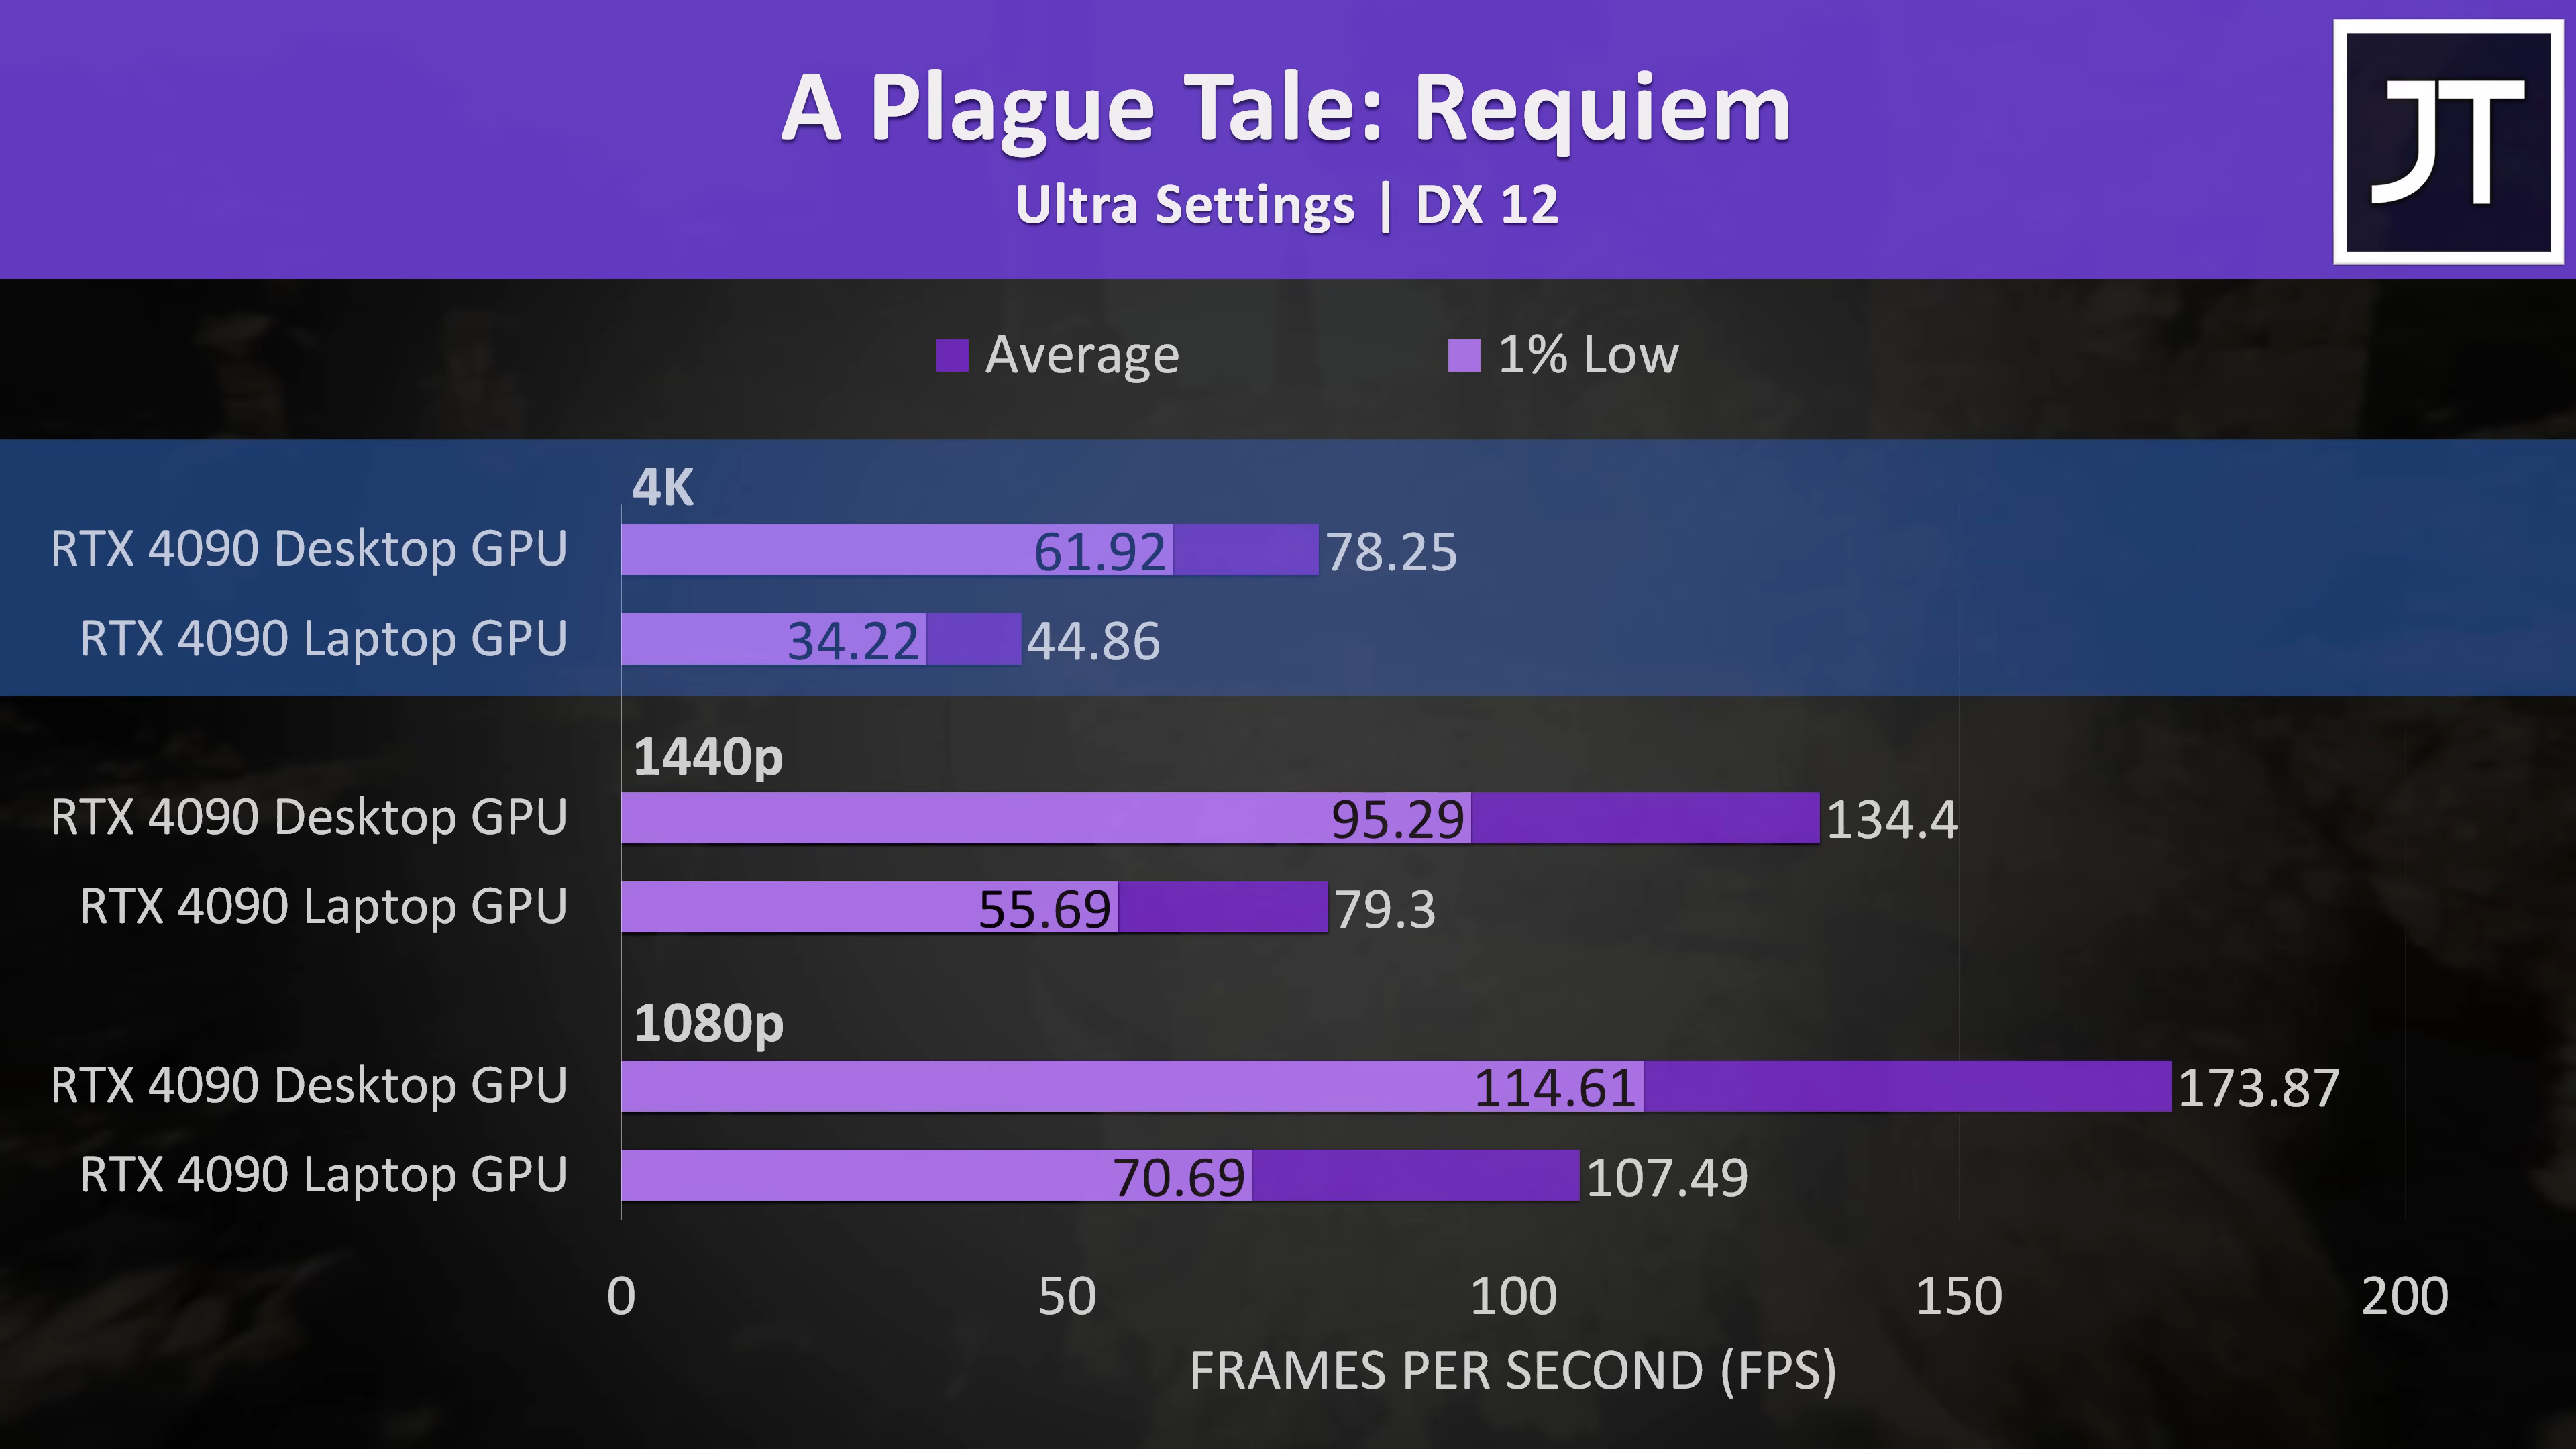 A Plague Tale: Requiem
Ultra Settings | DX 12
JT
Average
1% Low
4K
RTX 4090 Desktop GPU 61.92 78.25
RTX 4090 Laptop GPU 34.22 44.86
1440p
RTX 4090 Desktop GPU 95.29 134.4
RTX 4090 Laptop GPU 55.69 79.3
1080p
RTX 4090 Desktop GPU 114.61 173.87
RTX 4090 Laptop GPU 70.69 107.49
0 50 100 150 200
FRAMES PER SECOND (FPS)